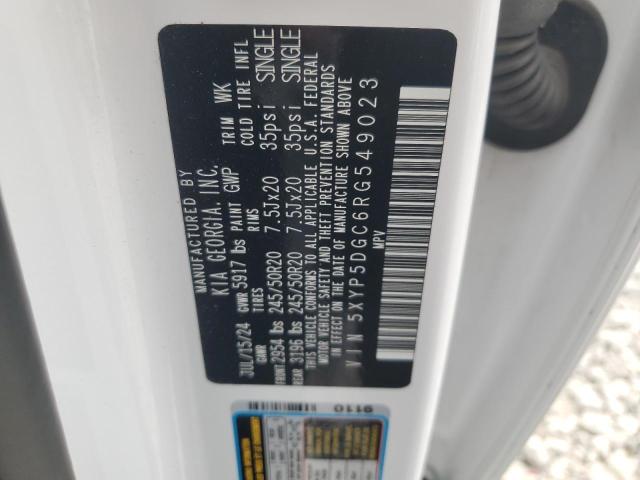 MANUFACTURED BY
KIA GEORGIA. INC.
JUL/15/24 GVWR 5917 lbs PAINT GWP TRIM WK
GAWR TIRES RIMS COLD TIRE INFL
FRONT 2954 lbs 245/50R20 7.5Jx20 35psi SINGLE
REAR 3196 lbs 245/50R20 7.5Jx20 35psi SINGLE
THIS VEHICLE CONFORMS TO ALL APPLICABLE U.S.A. FEDERAL
MOTOR VEHICLE SAFETY AND THEFT PREVENTION STANDARDS
IN EFFECT ON THE DATE OF MANUFACTURE SHOWN ABOVE
VIN 5XYP5DGC6RG549023
MPV
0110